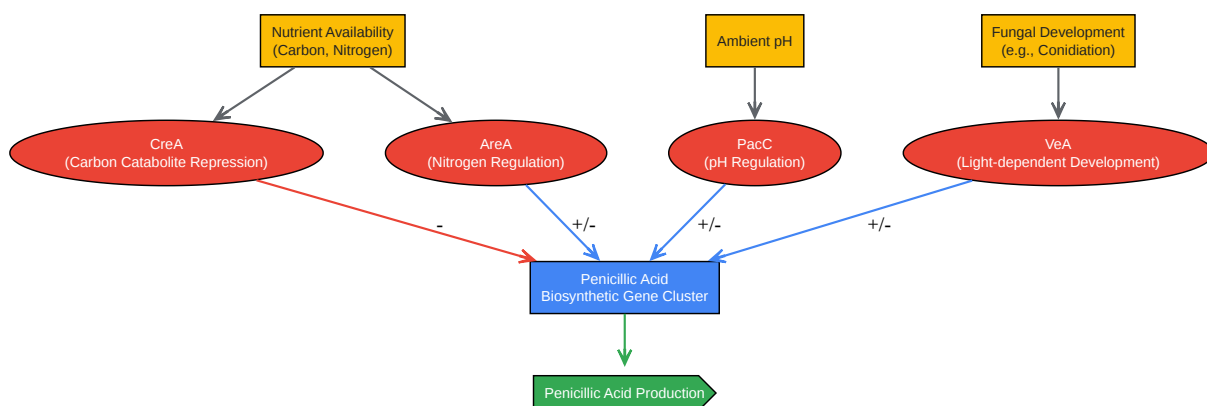 Nutrient Availability
(Carbon, Nitrogen)
Ambient pH
Fungal Development
(e.g., Conidiation)
CreA
(Carbon Catabolite Repression)
AreA
(Nitrogen Regulation)
PacC
(pH Regulation)
VeA
(Light-dependent Development)
-
+/-
+/-
+/-
Penicillic Acid
Biosynthetic Gene Cluster
Penicillic Acid Production